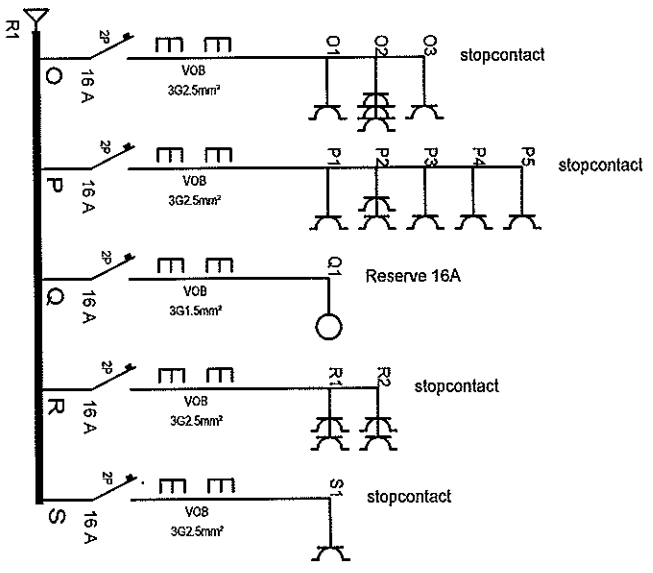 R1
2P
16 A
O
VOB
3G2.5mm²
O1
O2
O3
stopcontact
2P
16 A
P
VOB
3G2.5mm²
P1
P2
P3
P4
P5
stopcontact
2P
16 A
Q
VOB
3G1.5mm²
Q1
Reserve 16A
2P
16 A
R
VOB
3G2.5mm²
R1
R2
stopcontact
2P
16 A
S
VOB
3G2.5mm²
S1
stopcontact